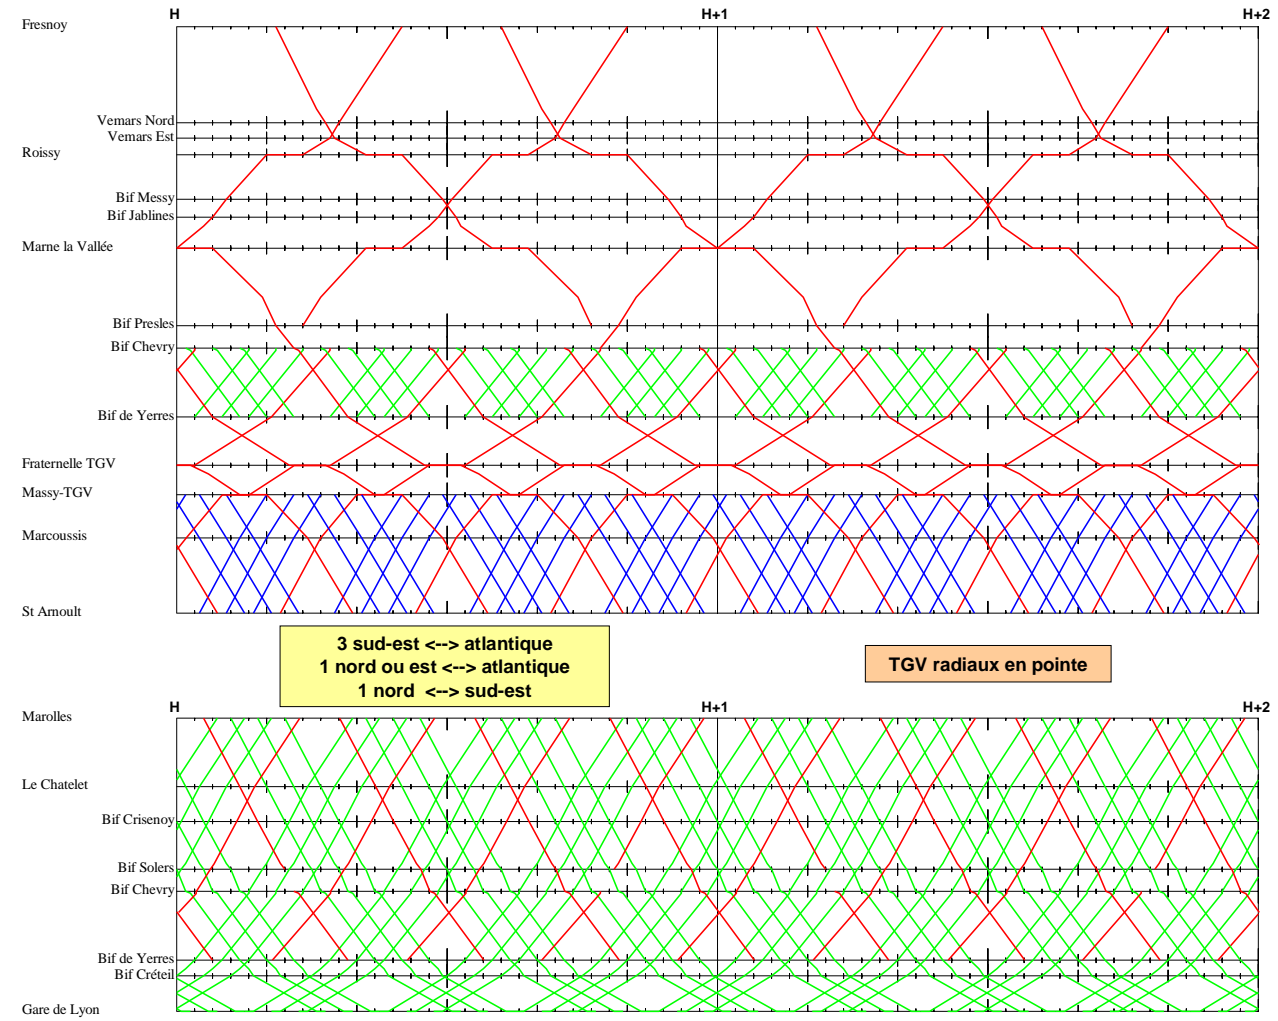 H H+1 H+2
Fresnoy
Vemars Nord
Vemars Est
Roissy
Bif Messy
Bif Jablines
Marne la Vallée
Bif Presles
Bif Chevry
Bif de Yerres
Fraternelle TGV
Massy-TGV
Marcoussis
St Arnoult
3 sud-est <--> atlantique
1 nord ou est <--> atlantique
1 nord <--> sud-est
TGV radiaux en pointe
H H+1 H+2
Marolles
Le Chatelet
Bif Crisenoy
Bif Solers
Bif Chevry
Bif de Yerres
Bif Créteil
Gare de Lyon